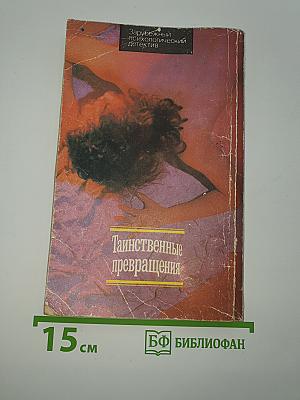 Зарубежный
психологический
детектив
Таинственные
превращения
15 см
БФ БИБЛИОФАН